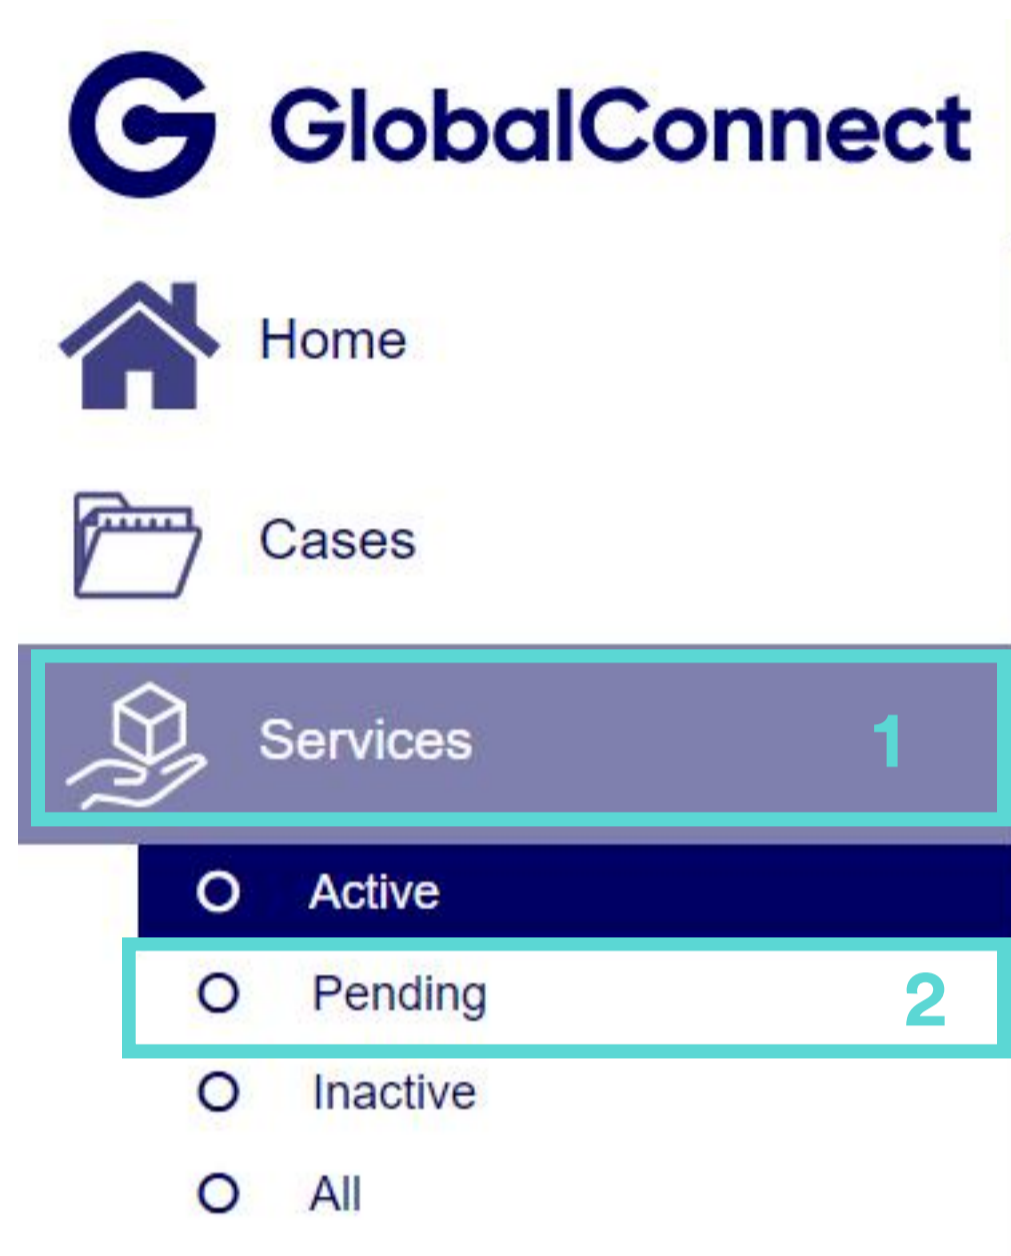 GlobalConnect
Home
Cases
Services 1
Active
Pending 2
Inactive
All